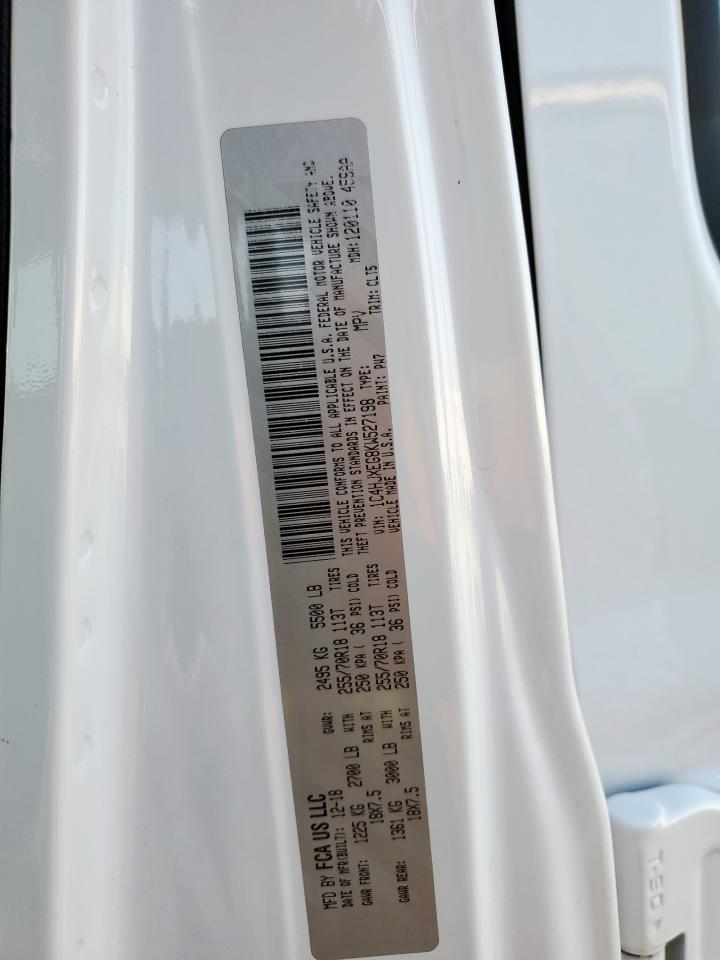 MFD BY FCA US LLC
DATE OF MFR(BUILT): 12-18 GVWR: 2495 KG 5500 LB
GAWR FRONT: 1225 KG 2700 LB WITH 255/70R18 113T TIRES
18X7.5 RIMS AT 250 KPA ( 36 PSI) COLD
GAWR REAR: 1361 KG 3000 LB WITH 255/70R18 113T TIRES
18X7.5 RIMS AT 250 KPA ( 36 PSI) COLD
THIS VEHICLE CONFORMS TO ALL APPLICABLE U.S.A. FEDERAL MOTOR VEHICLE SAFETY AND
THEFT PREVENTION STANDARDS IN EFFECT ON THE DATE OF MANUFACTURE SHOWN ABOVE.
VIN: 1C4HJXEG8KW527198 TYPE: MPV MDH: 120110 459AA
VEHICLE MADE IN U.S.A. PAINT: PW7 TRIM: CLT5
T-50